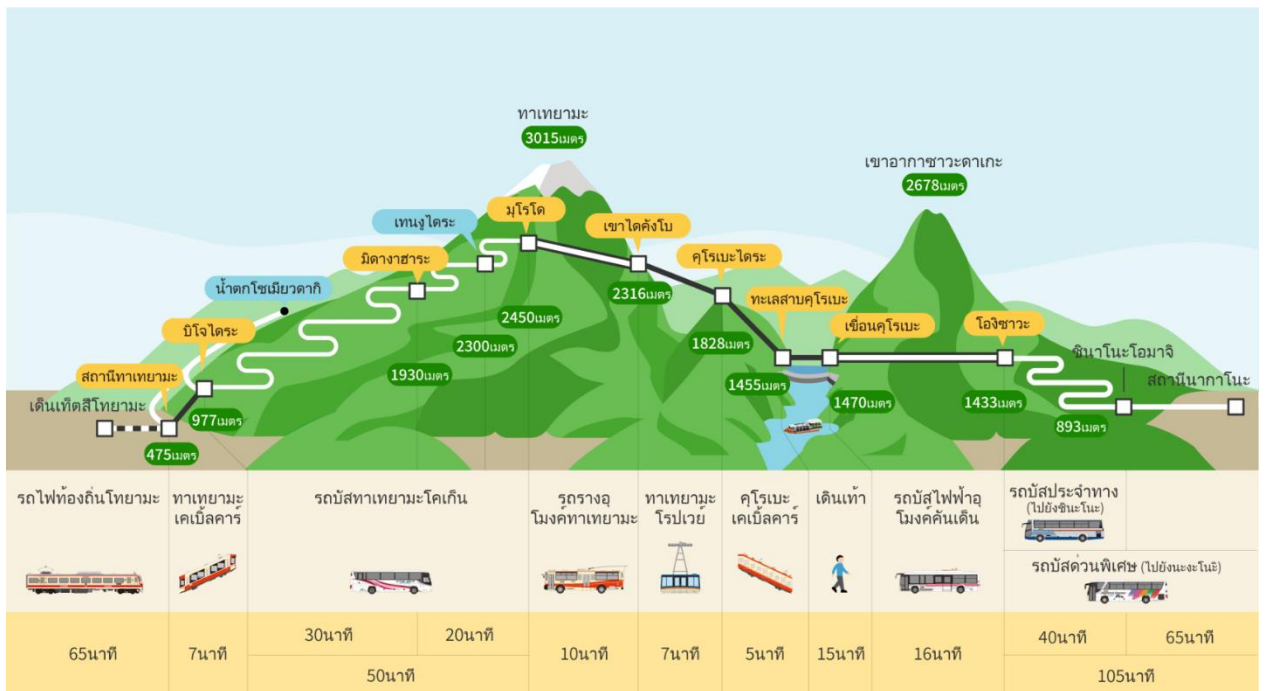 ทาเทยามะ
3015เมตร
เขาอากาซาวะดาเกะ
2678เมตร
เทนงูไดระ
มุโรโด
เขาไดคังโบ
มิดางาฮาระ
คุโรเบะไดระ
น้ำตกโชเมียวดากิ
2316เมตร
ทะเลสาบคุโรเบะ
บิโจไดระ
2450เมตร
เขื่อนคุโรเบะ
โองิซาวะ
2300เมตร
1828เมตร
ชินาโนะโอมาจิ
สถานีทาเทยามะ
1930เมตร
1455เมตร
สถานีนากาโนะ
เดินเท็ตสึโทยามะ
977เมตร
1470เมตร
1433เมตร
893เมตร
475เมตร
รถไฟท้องถิ่นโทยามะ
ทาเทยามะ
เคเบิ้ลคาร์
รถบัสทาเทยามะโคเก็น
รถรางอุ
โมงค์ทาเทยามะ
ทาเทยามะ
โรปเวย์
คุโรเบะ
เคเบิ้ลคาร์
เดินเท้า
รถบัสไฟฟ้าอุ
โมงค์คันเด็น
รถบัสประจำทาง
(ไปยังชินะโนะ)
รถบัสด่วนพิเศษ (ไปยังนะงะโนะ)
65นาที
7นาที
30นาที
20นาที
50นาที
10นาที
7นาที
5นาที
15นาที
16นาที
40นาที
65นาที
105นาที